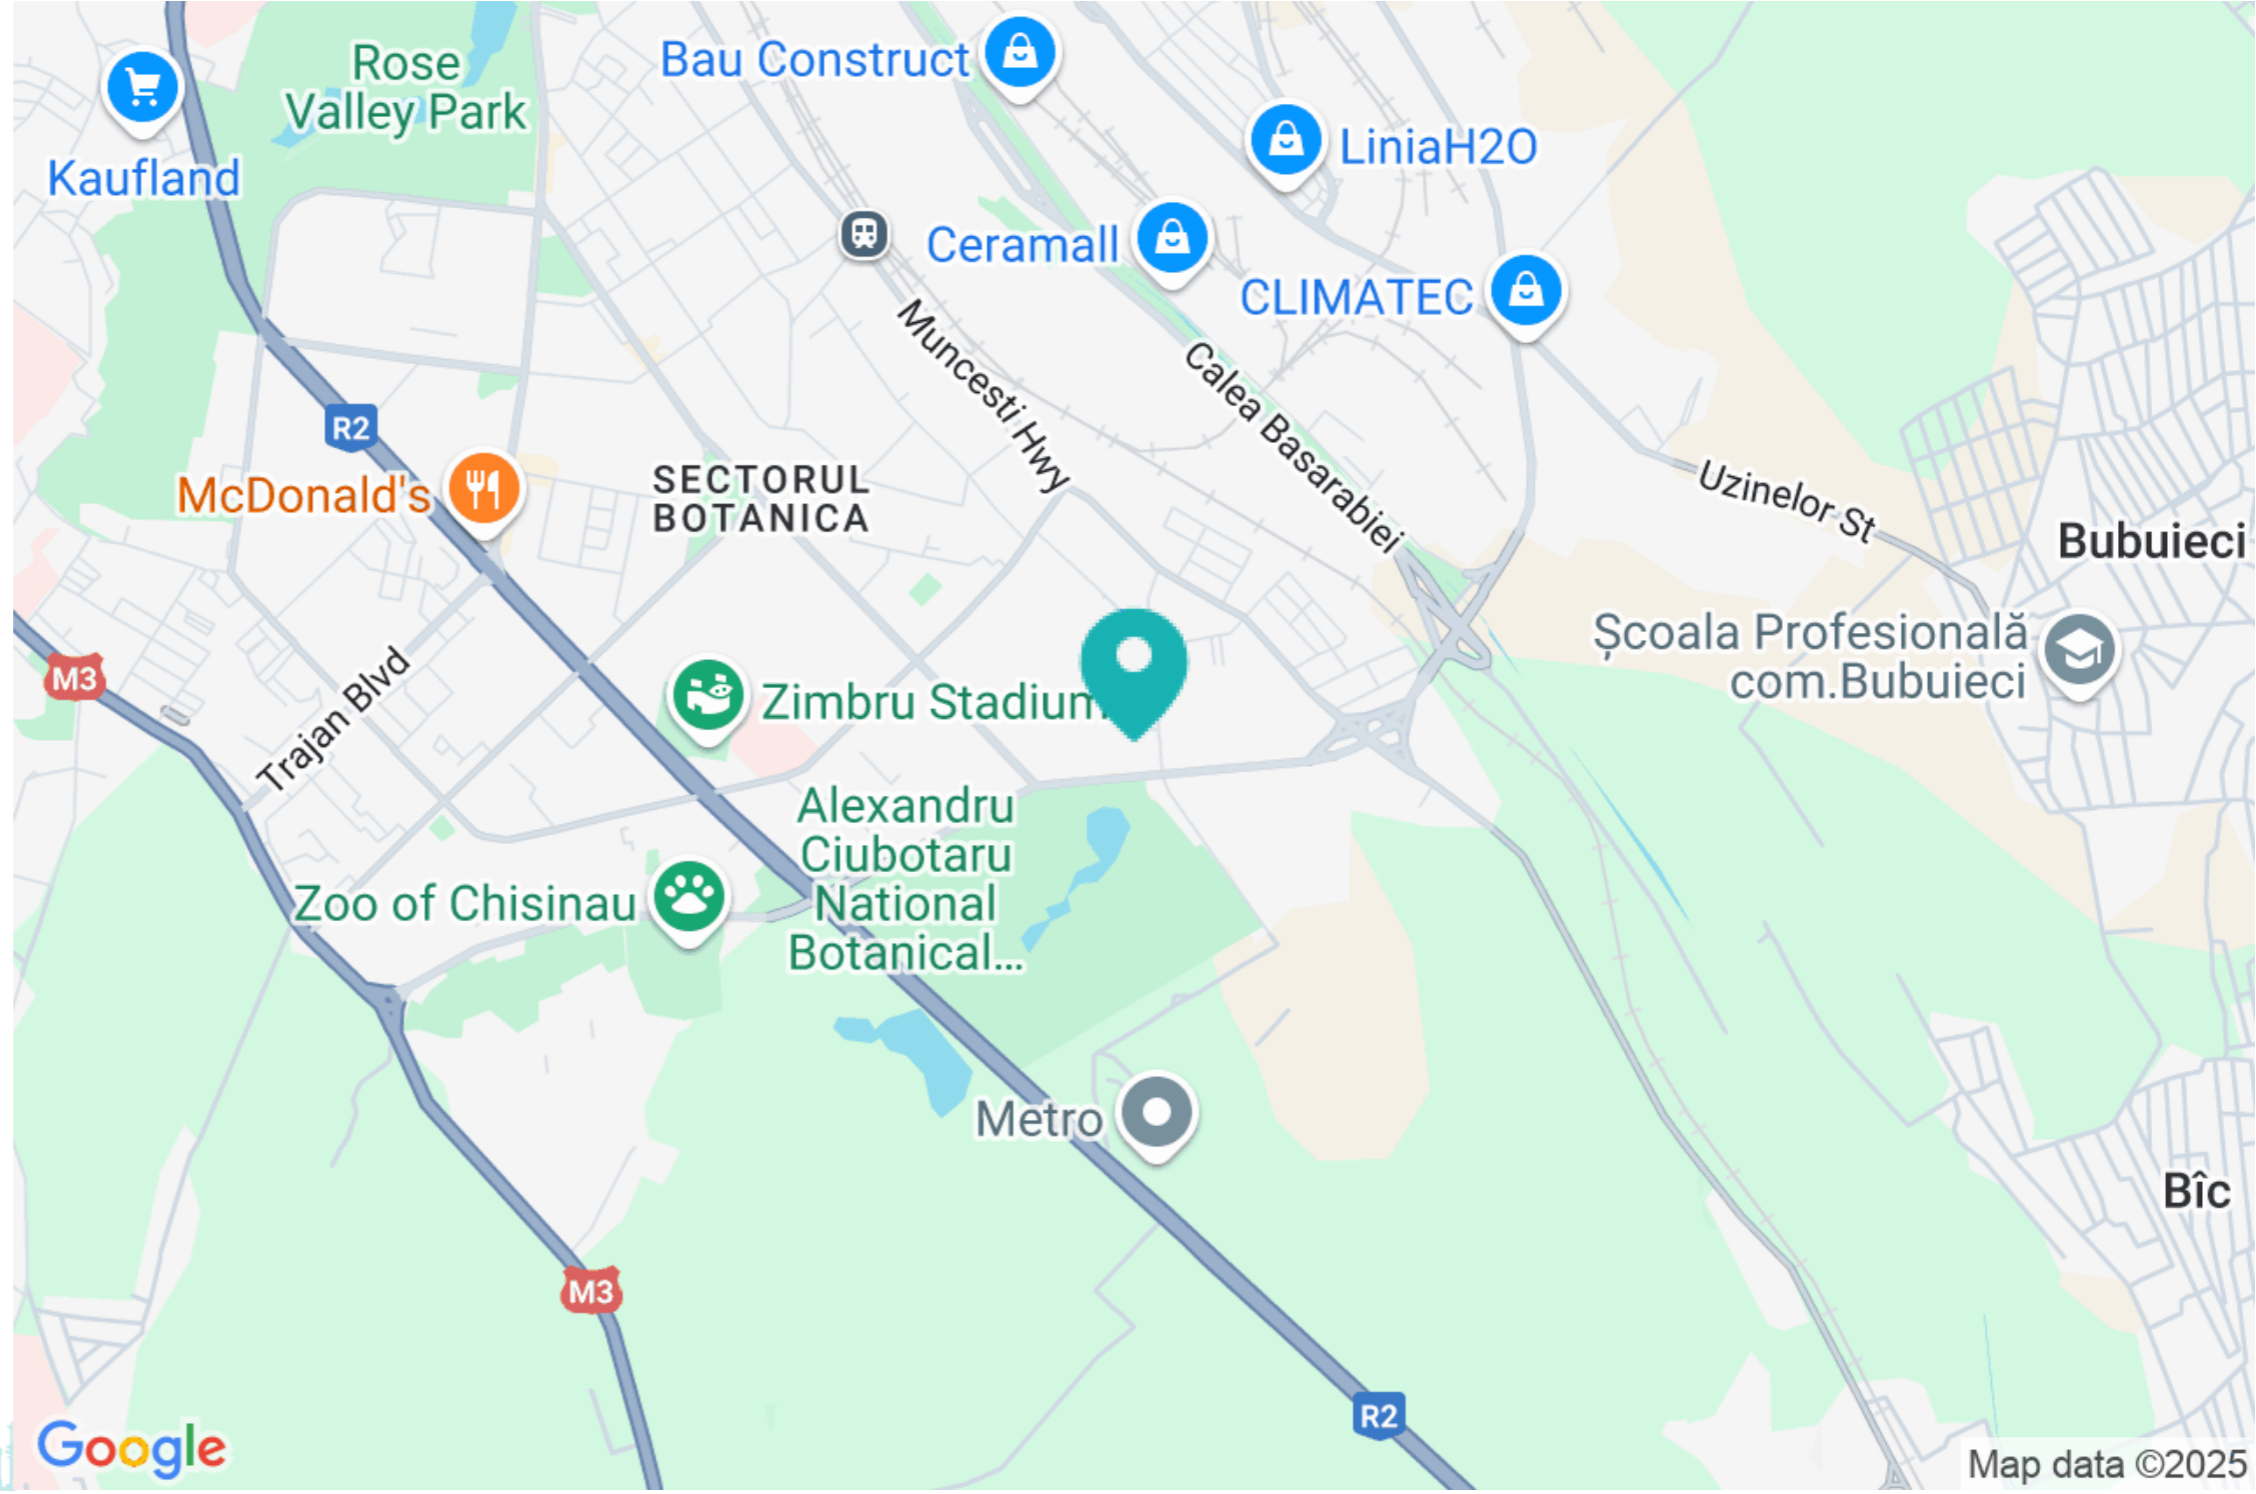 Rose
Valley Park
Bau Construct
Kaufland
LiniaH2O
Ceramall
CLIMATEC
Muncesti Hwy
Calea Basarabiei
R2
McDonald's
SECTORUL
BOTANICA
Uzinelor St
Bubuieci
Școala Profesională
com.Bubuieci
M3
Trajan Blvd
Zimbru Stadium
Alexandru
Ciubotaru
National
Botanical...
Zoo of Chisinau
Metro
Bîc
M3
R2
Google
Map data ©2025